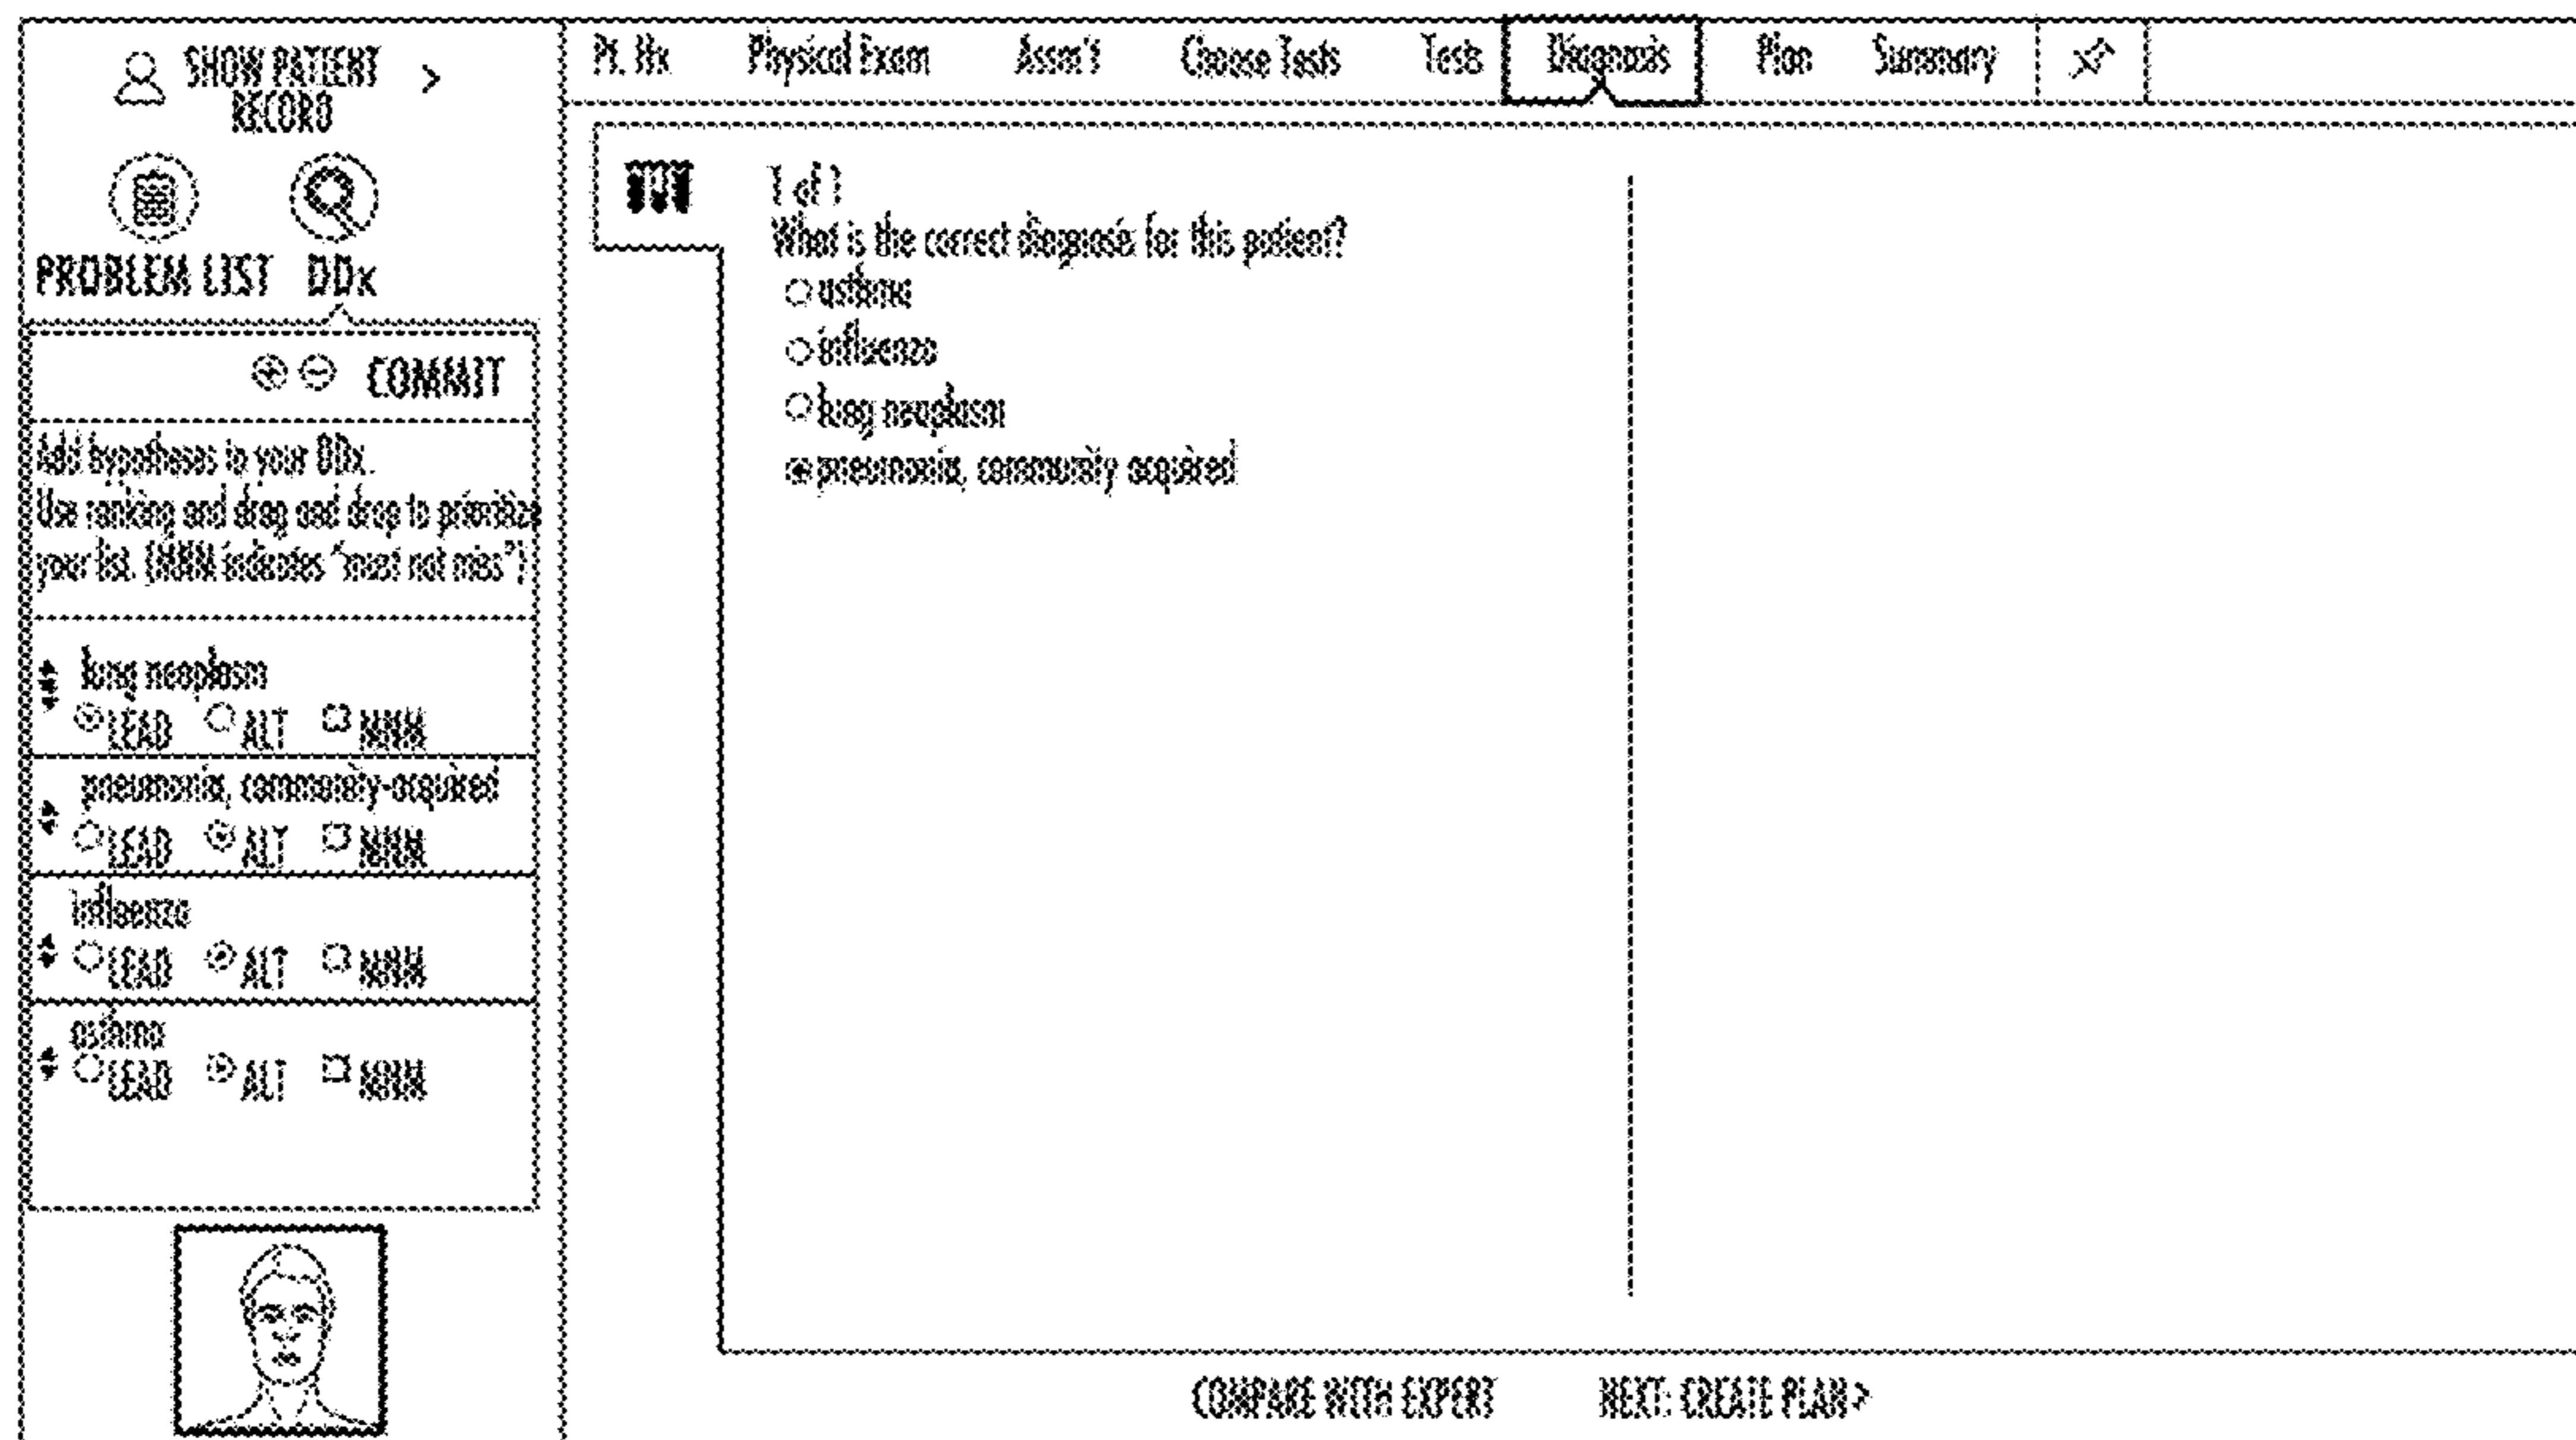 SHOW PATIENT
RECORD
>
PROBLEM LIST DDx
COMMIT
Add hypotheses to your DDx.
Use ranking and drag and drop to prioritize
your list. (MNM indicates "must not miss")
lung neoplasm
LEAD ALT MNM
pneumonia, community-acquired
LEAD ALT MNM
influenza
LEAD ALT MNM
asthma
LEAD ALT MNM
Pt. Hx Physical Exam Assm't Choose Tests Tests Diagnosis Plan Summary
1 of 1
What is the correct diagnosis for this patient?
asthma
influenza
lung neoplasm
pneumonia, community acquired
COMPARE WITH EXPERT NEXT: CREATE PLAN >